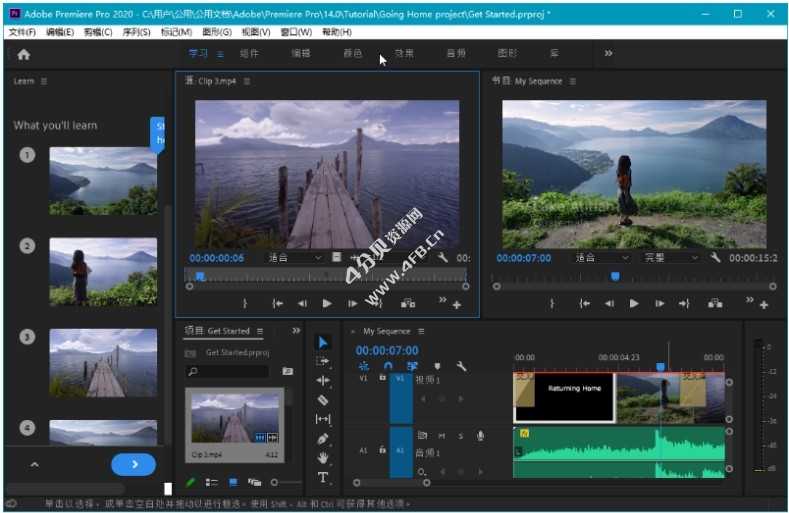 Adobe Premiere Pro 2020 - C:\用户\公用\公用文档\Adobe\Premiere Pro\14.0\Tutorial\Going Home project\Get Started.prproj *
文件(F) 编辑(E) 剪辑(C) 序列(S) 标记(M) 图形(G) 视图(V) 窗口(W) 帮助(H)
学习 组件 编辑 颜色 效果 音频 图形 库
Learn
源: Clip 3.mp4
节目: My Sequence
What you'll learn
1
2
3
4
00:00:00:06 适合 00:
00:00:07:00 适合 完整 00:00:15:2
4分贝资源网
www.4FB.Cn
项目: Get Started
Get Started.prproj
Clip 3.mp4 4:12
× My Sequence
00:00:07:00
:00:00 00:00:04:23 00:00
V1 V1 视频 1
Returning Home
fx
A1 A1 M S
音频 1
0
-12
-24
-36
-48
dB
单击以选择,或单击空白处并拖动以进行框选。使用 Shift、Alt 和 Ctrl 可获得其他选项。